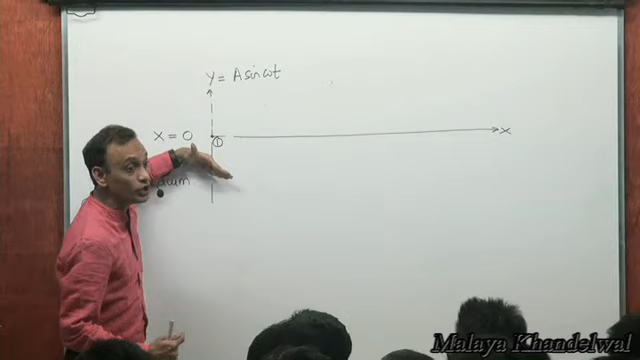 y = A sin ωt
x = 0
①
x
Malaya Khandelwal